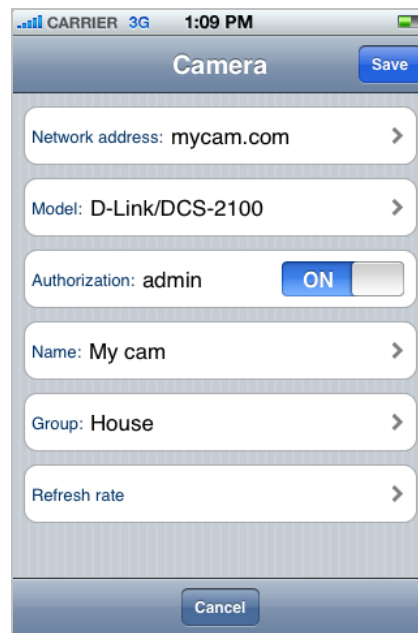 CARRIER 3G 1:09 PM
Camera Save
Network address: mycam.com
Model: D-Link/DCS-2100
Authorization: admin ON
Name: My cam
Group: House
Refresh rate
Cancel